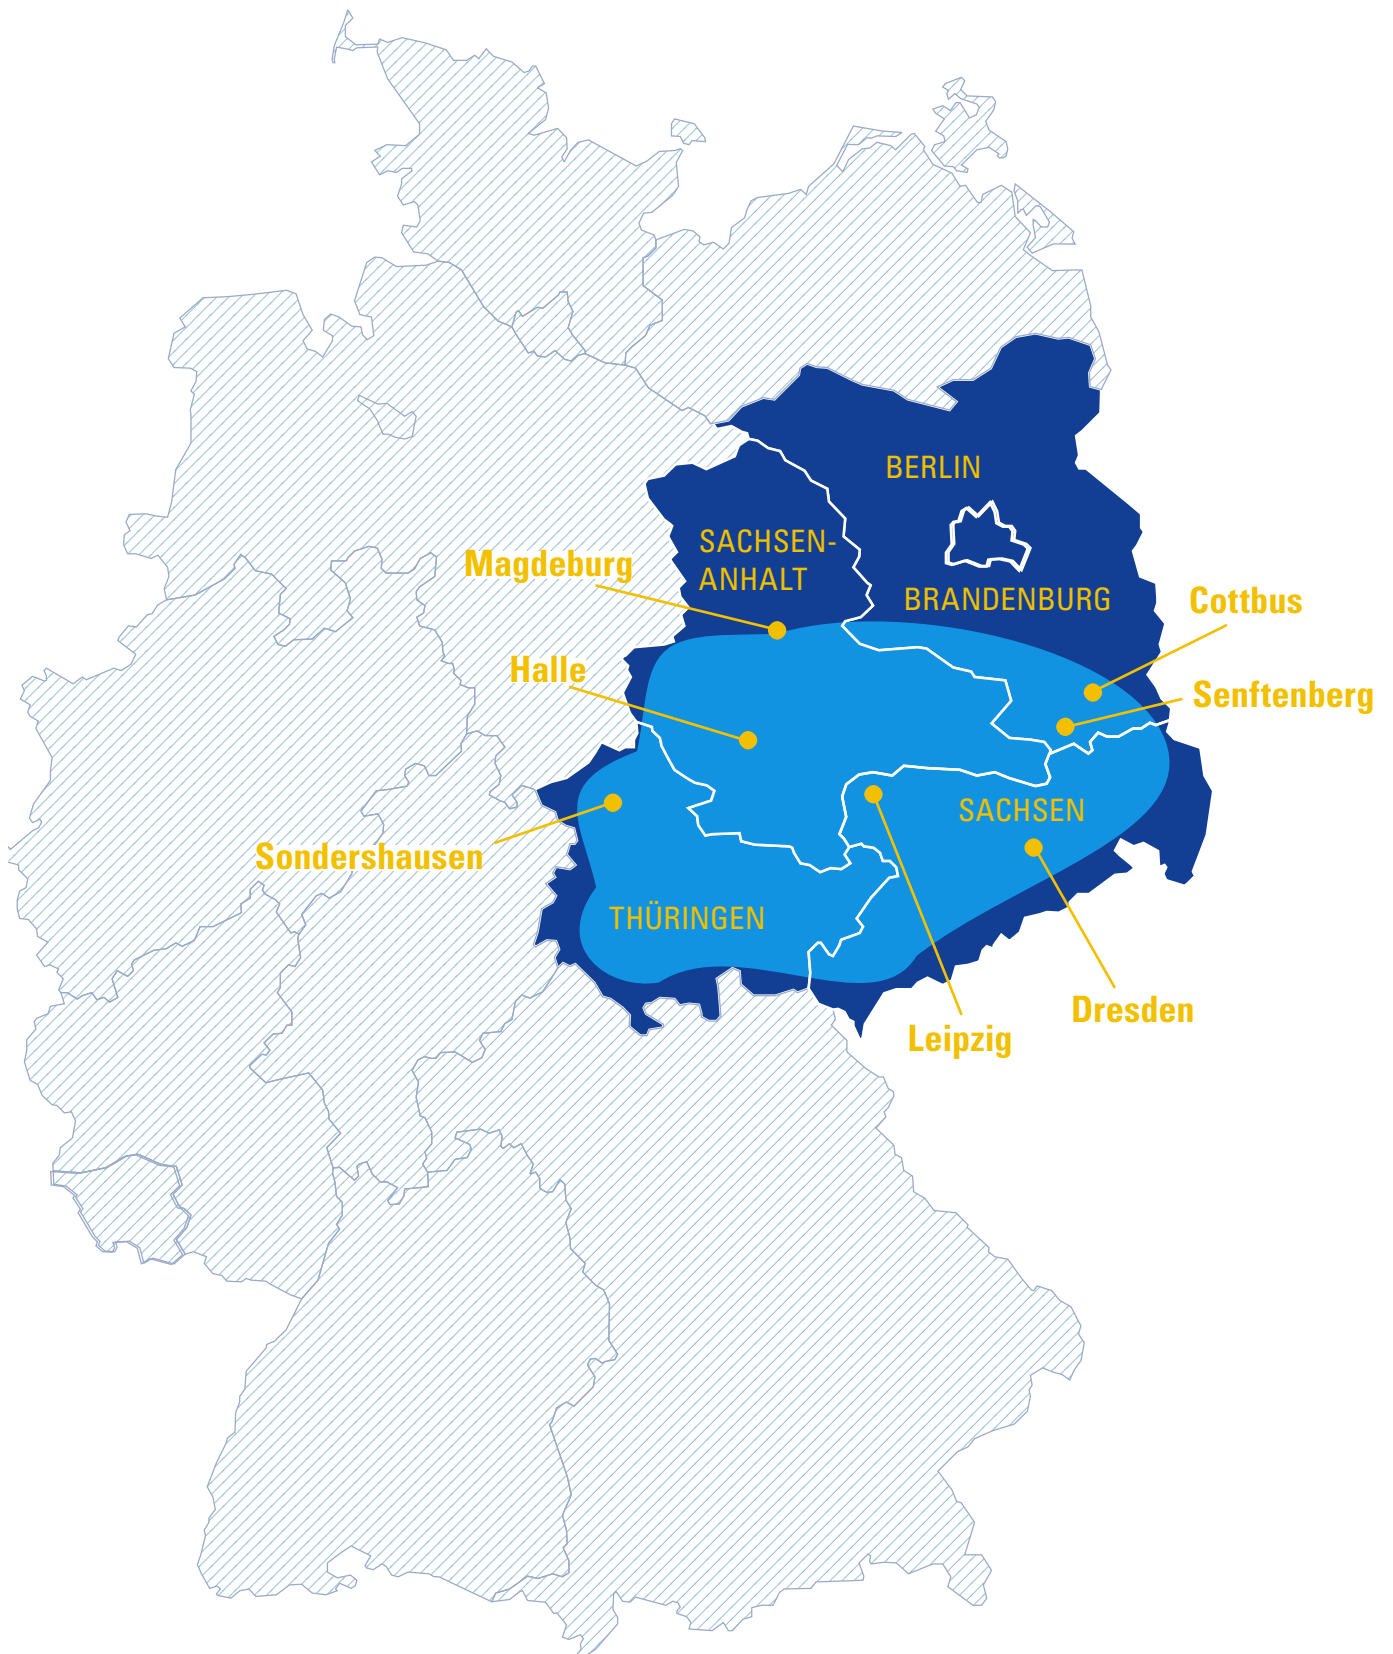 BERLIN
SACHSEN-
ANHALT
Magdeburg
BRANDENBURG
Cottbus
Halle
Senftenberg
SACHSEN
Sondershausen
THÜRINGEN
Dresden
Leipzig